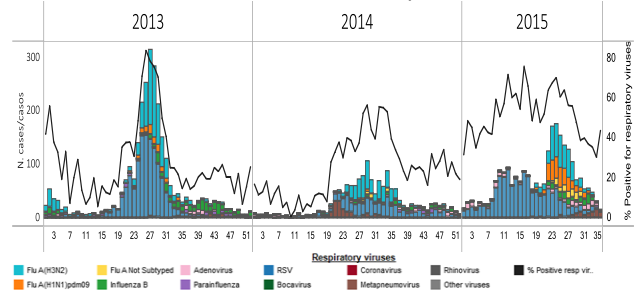 2013 2014 2015
300 200 100 0
N. cases/casos
80 60 40 20 0
% Positive for respiratory viruses
3 7 11 15 19 23 27 31 35 39 43 47 51 3 7 11 15 19 23 27 31 35 39 43 47 51 3 7 11 15 19 23 27 31 35
Respiratory viruses
Flu A(H3N2) Flu A Not Subtyped Adenovirus RSV Coronavirus Rhinovirus % Positive resp vir..
Flu A(H1N1)pdm09 Influenza B Parainfluenza Bocavirus Metapneumovirus Other viruses